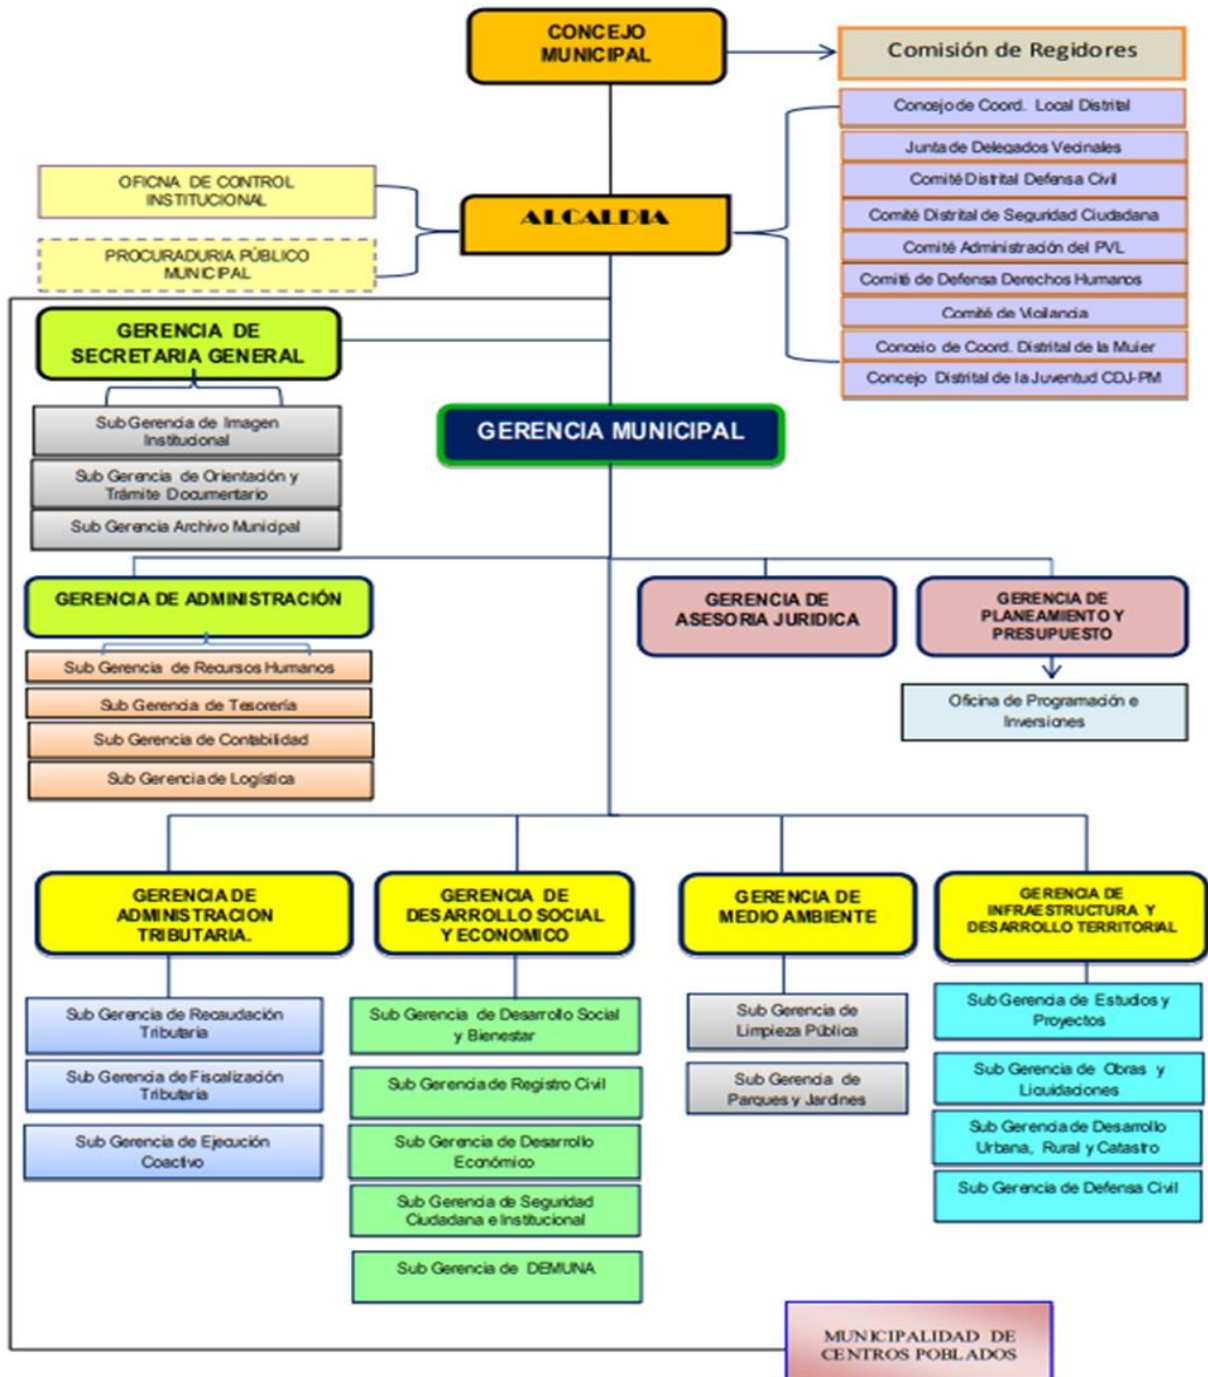 CONCEJO
MUNICIPAL
Comisión de Regidores
Concejo de Coord. Local Distrital
Junta de Delegados Vecinales
Comité Distrital Defensa Civil
Comité Distrital de Seguridad Ciudadana
Comité Administración del PVL
Comité de Defensa Derechos Humanos
Comité de Vigilancia
Concejo de Coord. Distrital de la Mujer
Concejo Distrital de la Juventud CDJ-PM
OFICNA DE CONTROL
INSTITUCIONAL
ALCALDIA
PROCURADURIA PÚBLICO
MUNICIPAL
GERENCIA DE
SECRETARIA GENERAL
Sub Gerencia de Imagen
Institucional
Sub Gerencia de Orientación y
Trámite Documentario
Sub Gerencia Archivo Municipal
GERENCIA MUNICIPAL
GERENCIA DE ADMINISTRACIÓN
Sub Gerencia de Recursos Humanos
Sub Gerencia de Tesorería
Sub Gerencia de Contabilidad
Sub Gerencia de Logística
GERENCIA DE
ASESORIA JURIDICA
GERENCIA DE
PLANEAMIENTO Y
PRESUPUESTO
Oficina de Programación e
Inversiones
GERENCIA DE
ADMINISTRACION
TRIBUTARIA.
Sub Gerencia de Recaudación
Tributaria
Sub Gerencia de Fiscalización
Tributaria
Sub Gerencia de Ejecución
Coactivo
GERENCIA DE
DESARROLLO SOCIAL
Y ECONOMICO
Sub Gerencia de Desarrollo Social
y Bienestar
Sub Gerencia de Registro Civil
Sub Gerencia de Desarrollo
Económico
Sub Gerencia de Seguridad
Ciudadana e Institucional
Sub Gerencia de DEMUNA
GERENCIA DE
MEDIO AMBIENTE
Sub Gerencia de
Limpieza Pública
Sub Gerencia de
Parques y Jardines
GERENCIA DE
INFRAESTRUCTURA Y
DESARROLLO TERRITORIAL
Sub Gerencia de Estudios y
Proyectos
Sub Gerencia de Obras y
Liquidaciones
Sub Gerencia de Desarrollo
Urbana, Rural y Catastro
Sub Gerencia de Defensa Civil
MUNICIPALIDAD DE
CENTROS POBLADOS